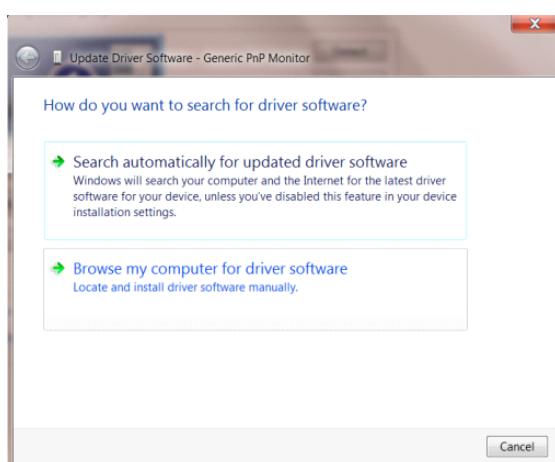 Update Driver Software - Generic PnP Monitor
How do you want to search for driver software?
Search automatically for updated driver software
Windows will search your computer and the Internet for the latest driver
software for your device, unless you've disabled this feature in your device
installation settings.
Browse my computer for driver software
Locate and install driver software manually.
Cancel